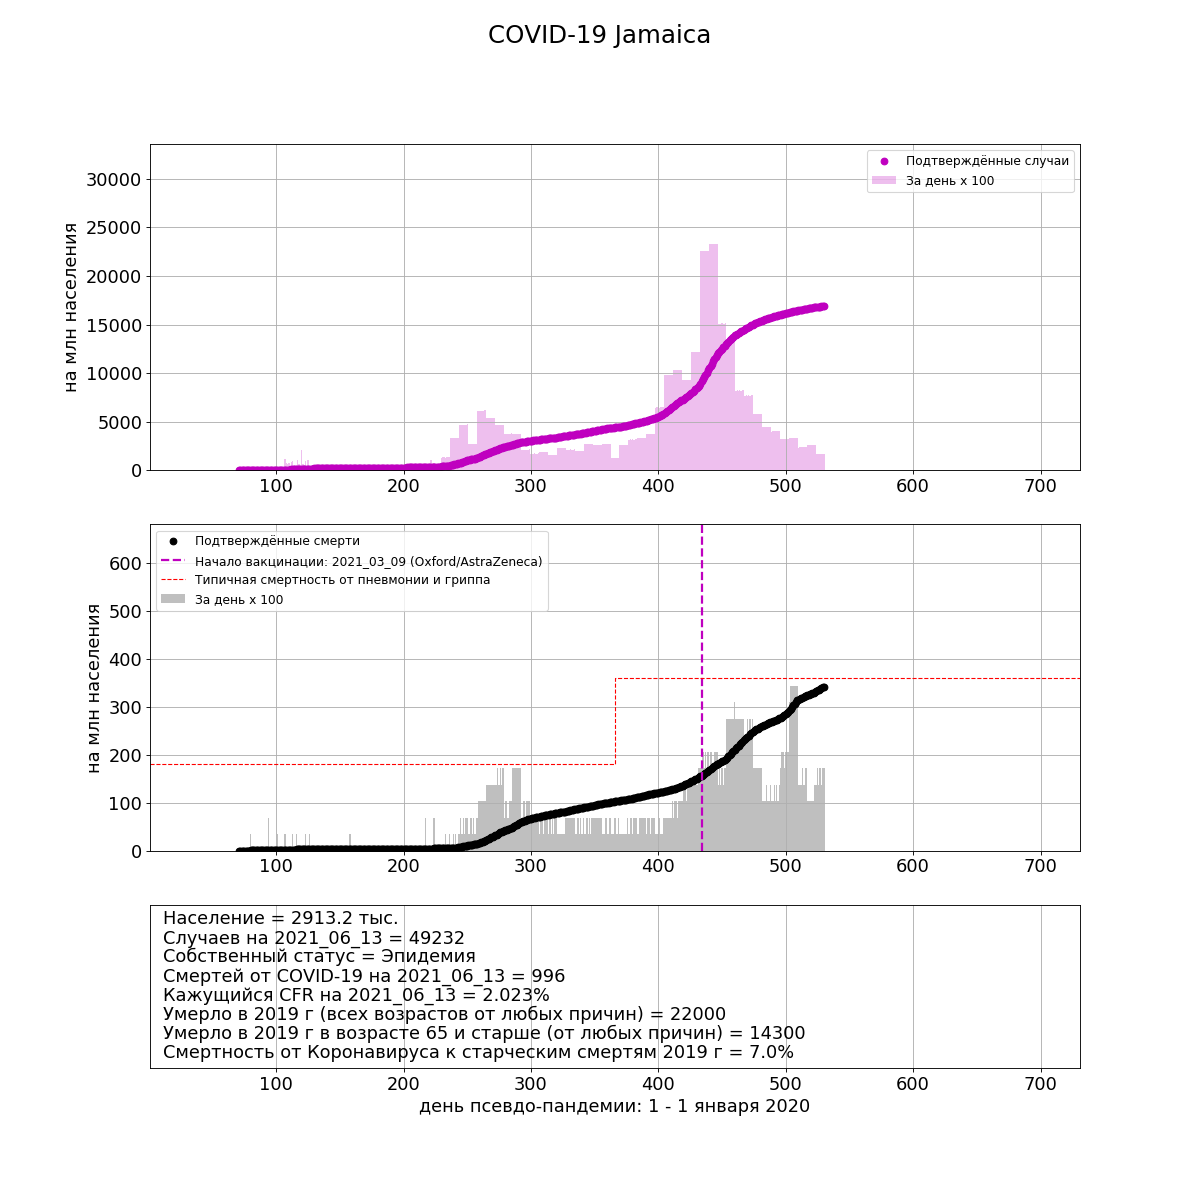 COVID-19 Jamaica
30000
25000
20000
15000
10000
5000
0
на млн населения
Подтверждённые случаи
За день x 100
100 200 300 400 500 600 700
600
500
400
300
200
100
0
на млн населения
Подтверждённые смерти
Начало вакцинации: 2021_03_09 (Oxford/AstraZeneca)
Типичная смертность от пневмонии и гриппа
За день x 100
100 200 300 400 500 600 700
Население = 2913.2 тыс.
Случаев на 2021_06_13 = 49232
Собственный статус = Эпидемия
Смертей от COVID-19 на 2021_06_13 = 996
Кажущийся CFR на 2021_06_13 = 2.023%
Умерло в 2019 г (всех возрастов от любых причин) = 22000
Умерло в 2019 г в возрасте 65 и старше (от любых причин) = 14300
Смертность от Коронавируса к старческим смертям 2019 г = 7.0%
100 200 300 400 500 600 700
день псевдо-пандемии: 1 - 1 января 2020